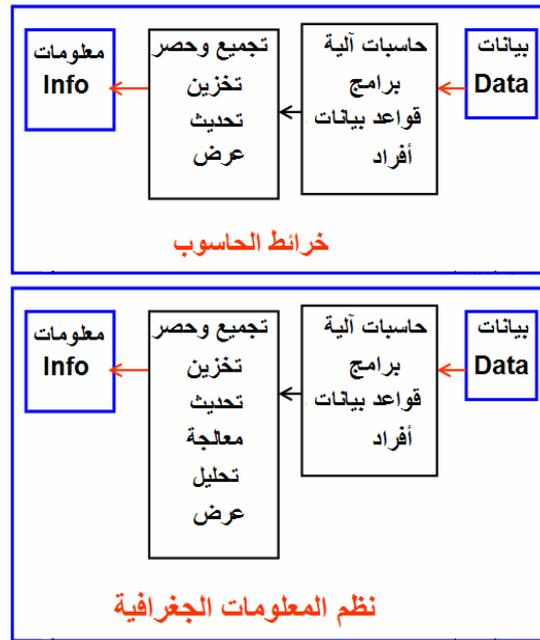 بيانات
Data
حاسبات آلية
برامج
قواعد بيانات
أفراد
تجميع وحصر
تخزين
تحديث
عرض
معلومات
Info
خرائط الحاسوب
بيانات
Data
حاسبات آلية
برامج
قواعد بيانات
أفراد
تجميع وحصر
تخزين
تحديث
معالجة
تحليل
عرض
معلومات
Info
نظم المعلومات الجغرافية